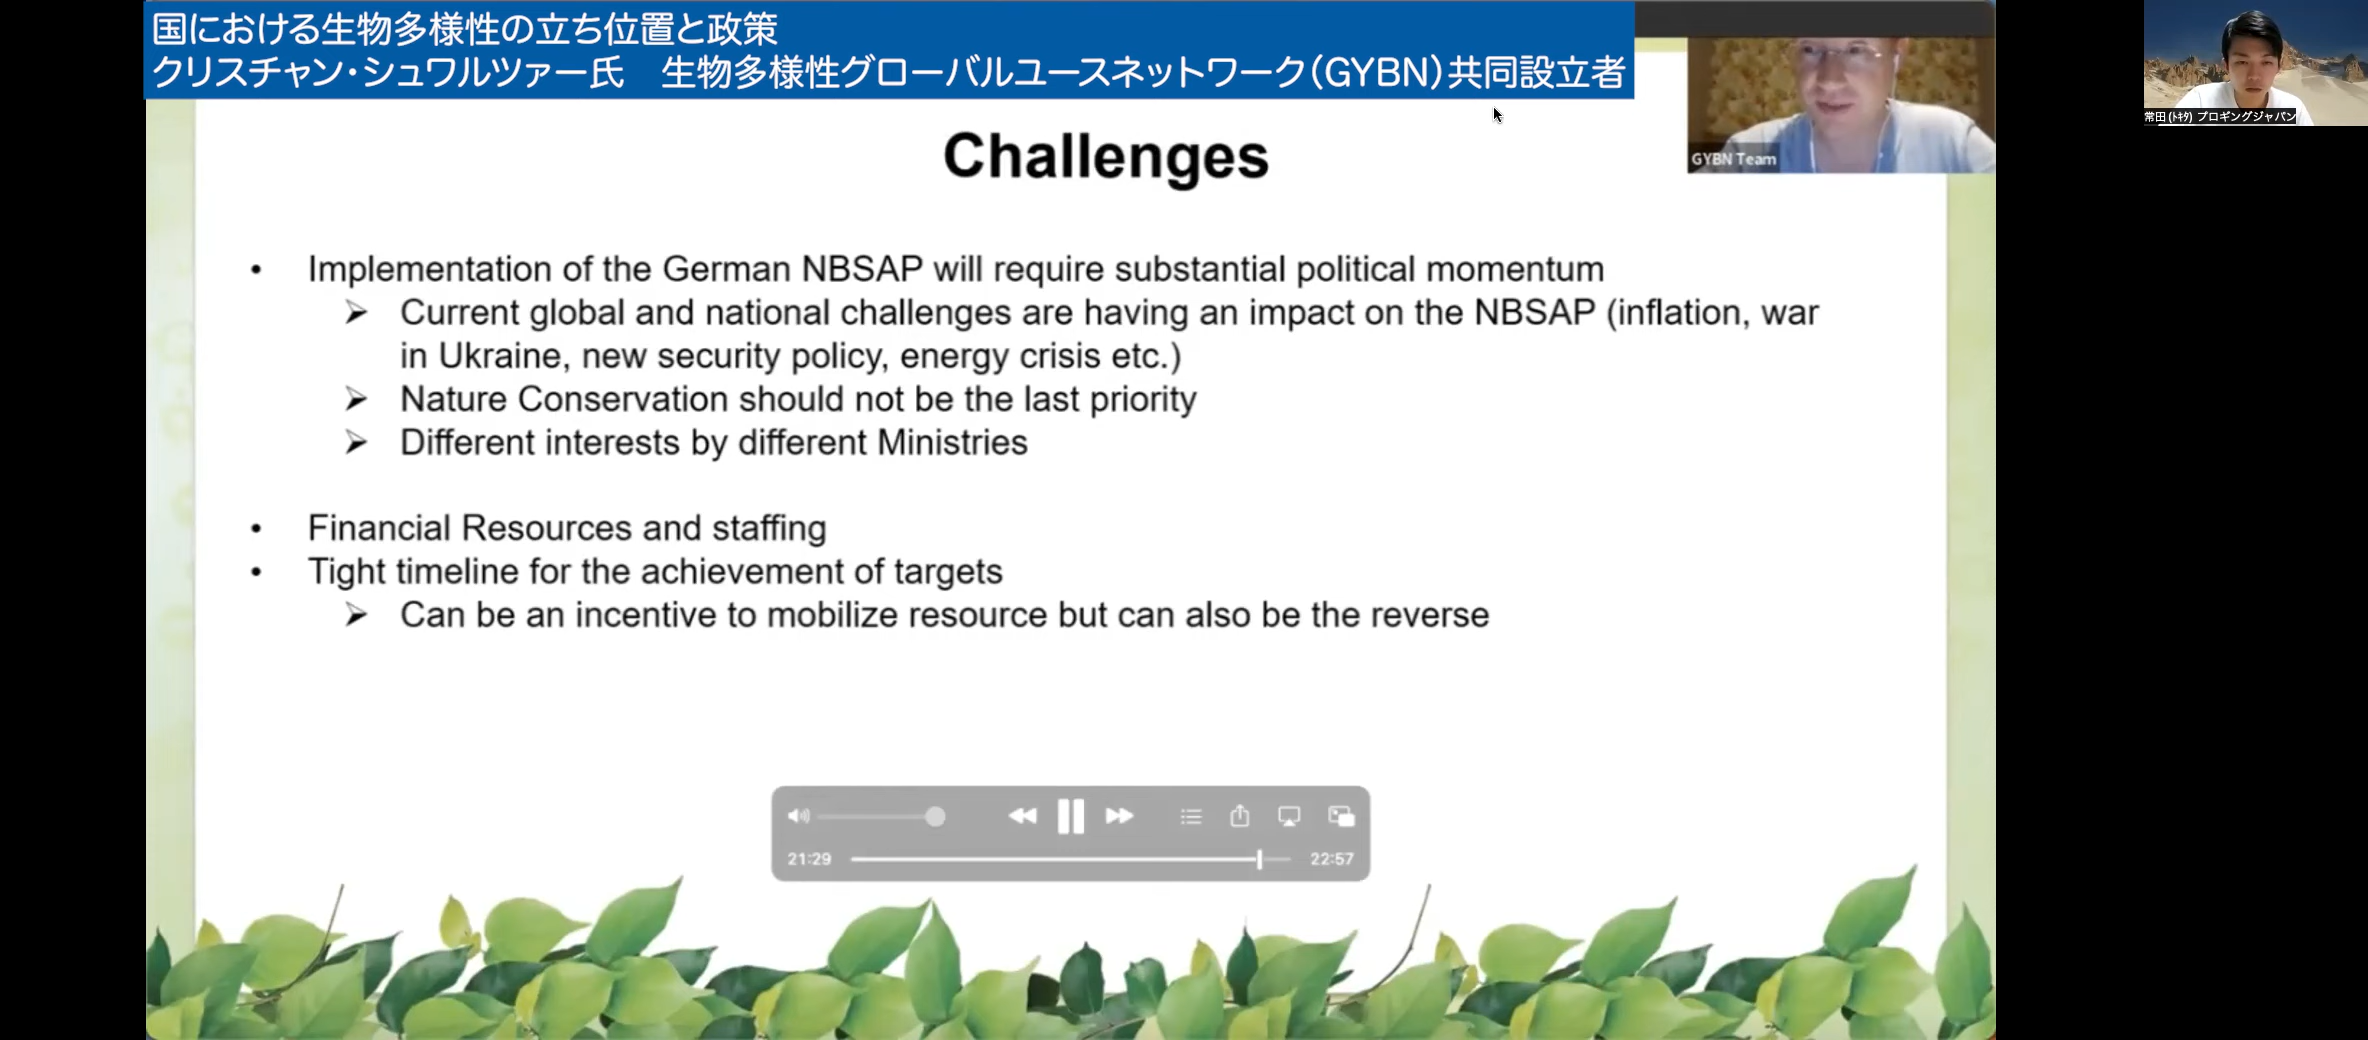 国における生物多様性の立ち位置と政策
クリスチャン・シュワルツァー氏　生物多様性グローバルユースネットワーク(GYBN)共同設立者
GYBN Team
常田(トキタ) プロギングジャパン
Challenges
• Implementation of the German NBSAP will require substantial political momentum
➢ Current global and national challenges are having an impact on the NBSAP (inflation, war
in Ukraine, new security policy, energy crisis etc.)
➢ Nature Conservation should not be the last priority
➢ Different interests by different Ministries
• Financial Resources and staffing
• Tight timeline for the achievement of targets
➢ Can be an incentive to mobilize resource but can also be the reverse
21:29
22:57